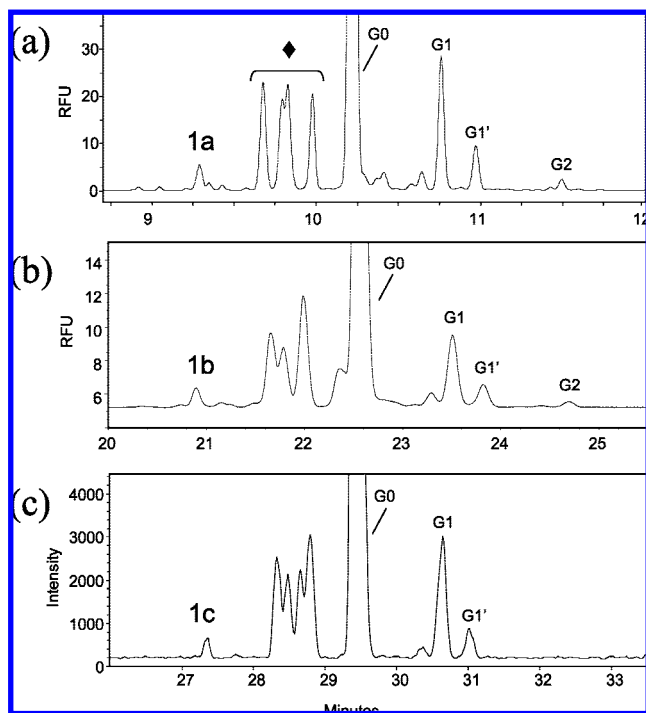 (a)
30
20
10
0
RFU
♦
1a
G0
G1
G1'
G2
9 10 11 12
(b)
14
12
10
8
6
RFU
1b
G0
G1
G1'
G2
20 21 22 23 24 25
(c)
4000
3000
2000
1000
0
Intensity
1c
G0
G1
G1'
27 28 29 30 31 32 33
Minutes